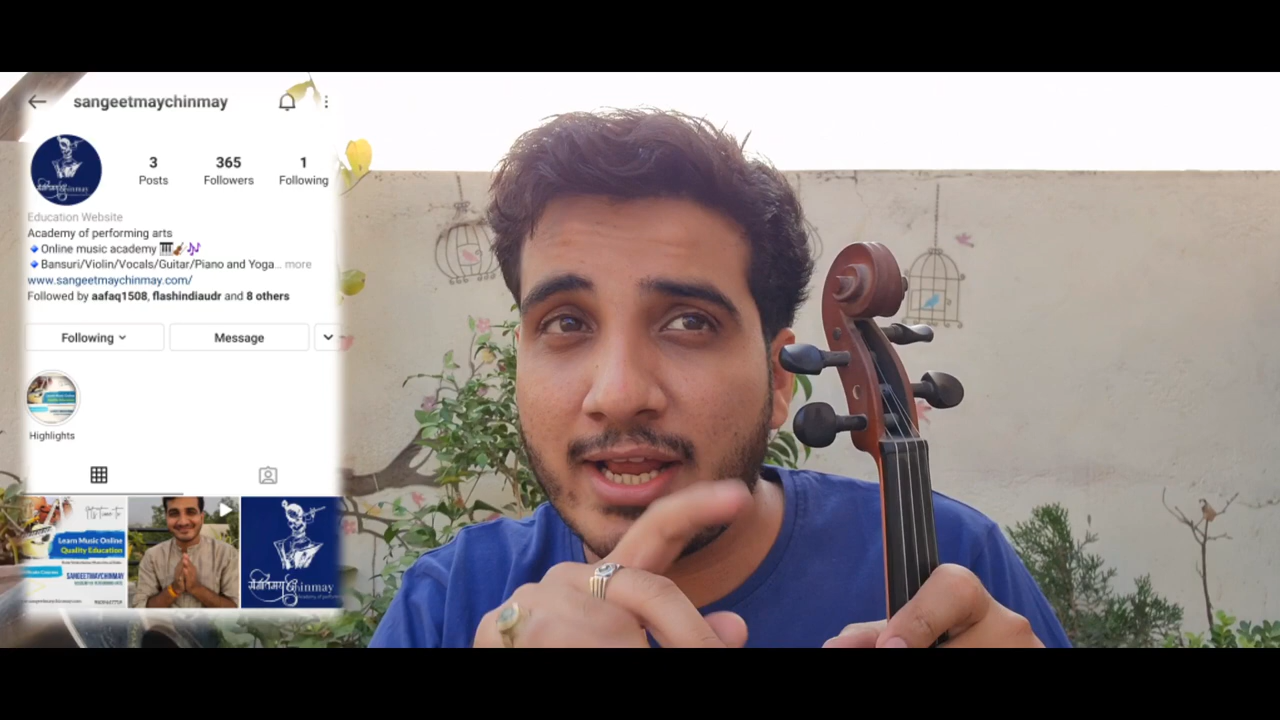 sangeetmaychinmay
3 365 1
Posts Followers Following
Education Website
Academy of performing arts
Online music academy
Bansuri/Violin/Vocals/Guitar/Piano and Yoga... more
www.sangeetmaychinmay.com/
Followed by aafaq1508, flashindiaudr and 8 others
Following Message
Highlights
Learn Music Online
Quality Education
SANGEETMAYCHINMAY